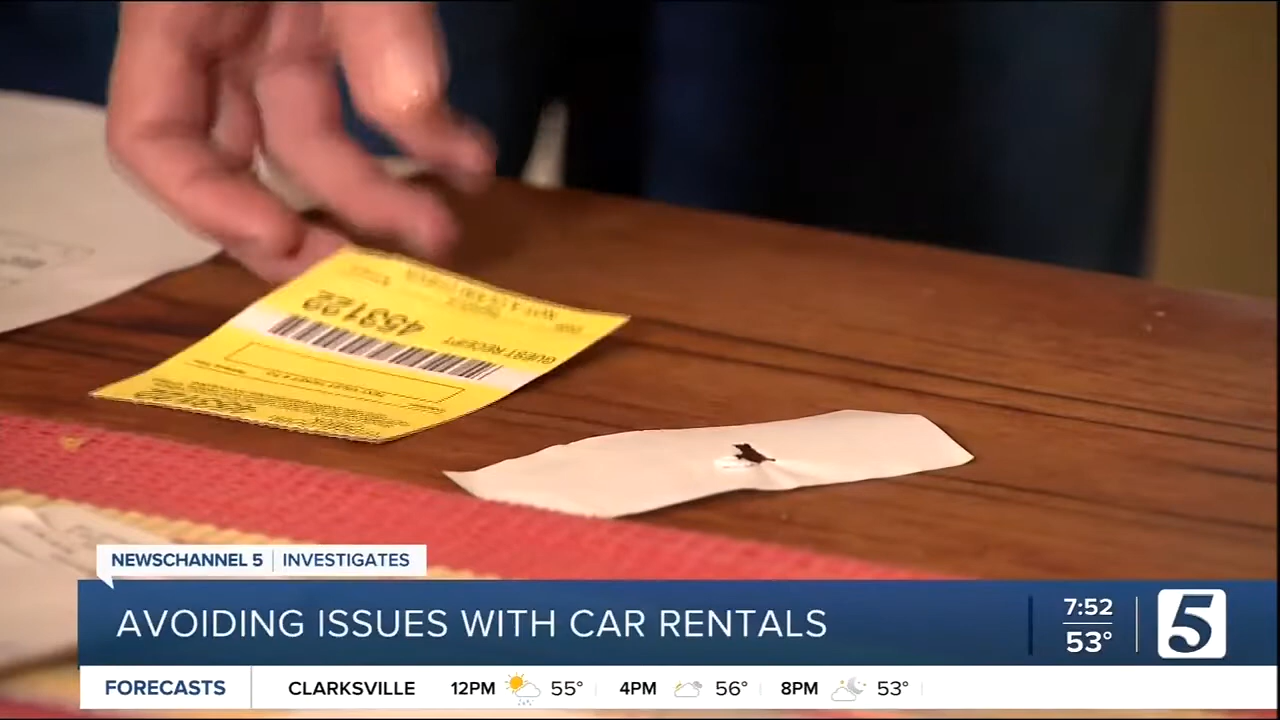 4531122
GUEST RECEIPT
NEWSCHANNEL 5 | INVESTIGATES
AVOIDING ISSUES WITH CAR RENTALS
7:52
53°
5
FORECASTS
CLARKSVILLE 12PM 55° 4PM 56° 8PM 53°